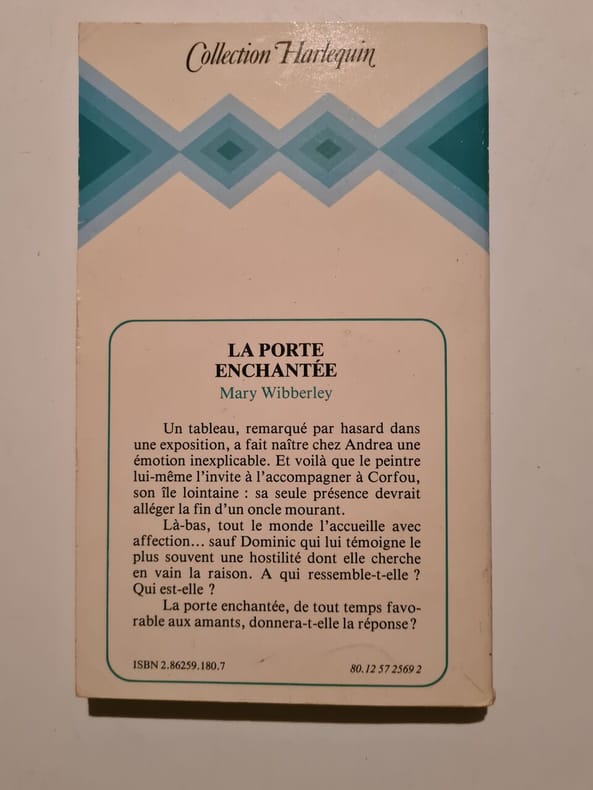 Collection Harlequin
LA PORTE
ENCHANTÉE
Mary Wibberley
Un tableau, remarqué par hasard dans
une exposition, a fait naître chez Andrea une
émotion inexplicable. Et voilà que le peintre
lui-même l'invite à l'accompagner à Corfou,
son île lointaine : sa seule présence devrait
alléger la fin d'un oncle mourant.
Là-bas, tout le monde l'accueille avec
affection... sauf Dominic qui lui témoigne le
plus souvent une hostilité dont elle cherche
en vain la raison. A qui ressemble-t-elle ?
Qui est-elle ?
La porte enchantée, de tout temps favo-
rable aux amants, donnera-t-elle la réponse ?
ISBN 2.86259.180.7
80.12 57 2569 2